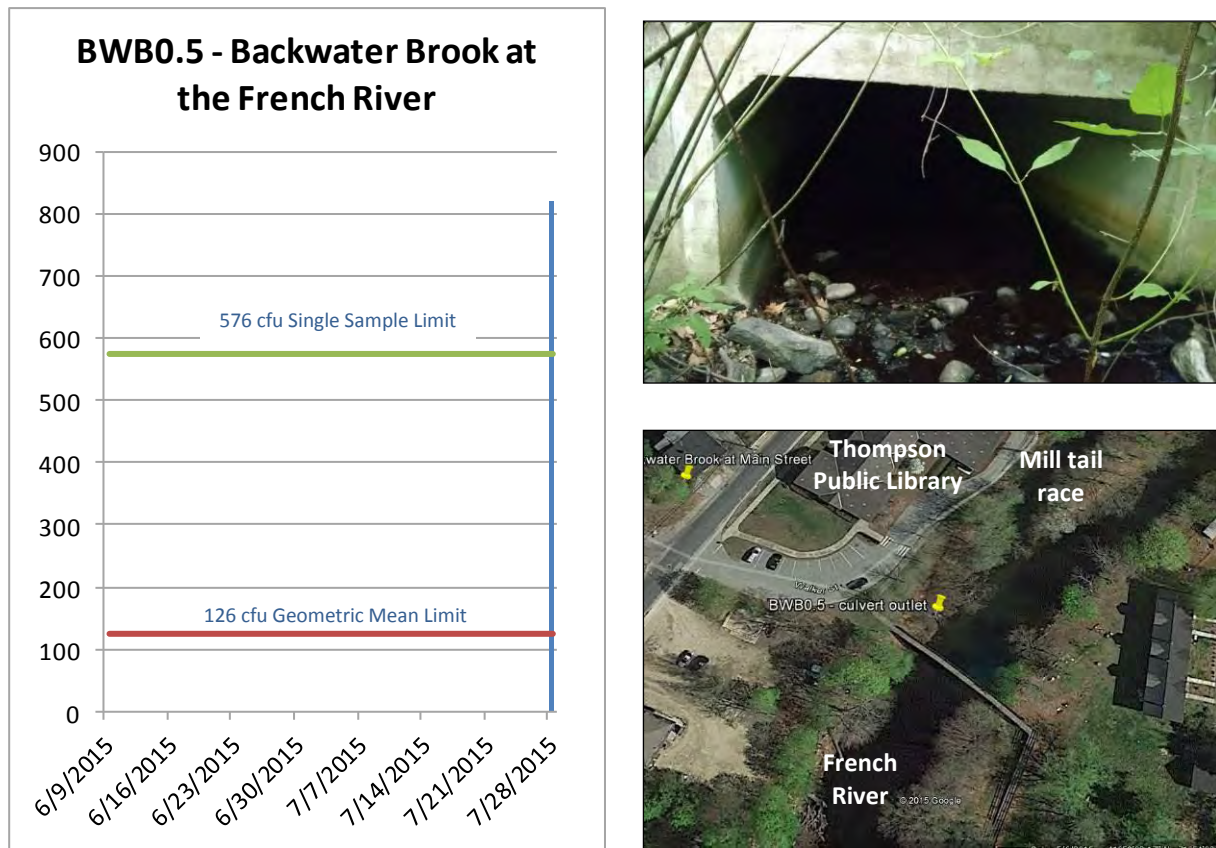 BWB0.5 - Backwater Brook at
the French River
900
800
700
600
500
400
300
200
100
0
576 cfu Single Sample Limit
126 cfu Geometric Mean Limit
6/9/2015
6/16/2015
6/23/2015
6/30/2015
7/7/2015
7/14/2015
7/21/2015
7/28/2015
water Brook at Main Street
Thompson
Public Library
Mill tail
race
BWB0.5 - culvert outlet
French
River
© 2015 Google